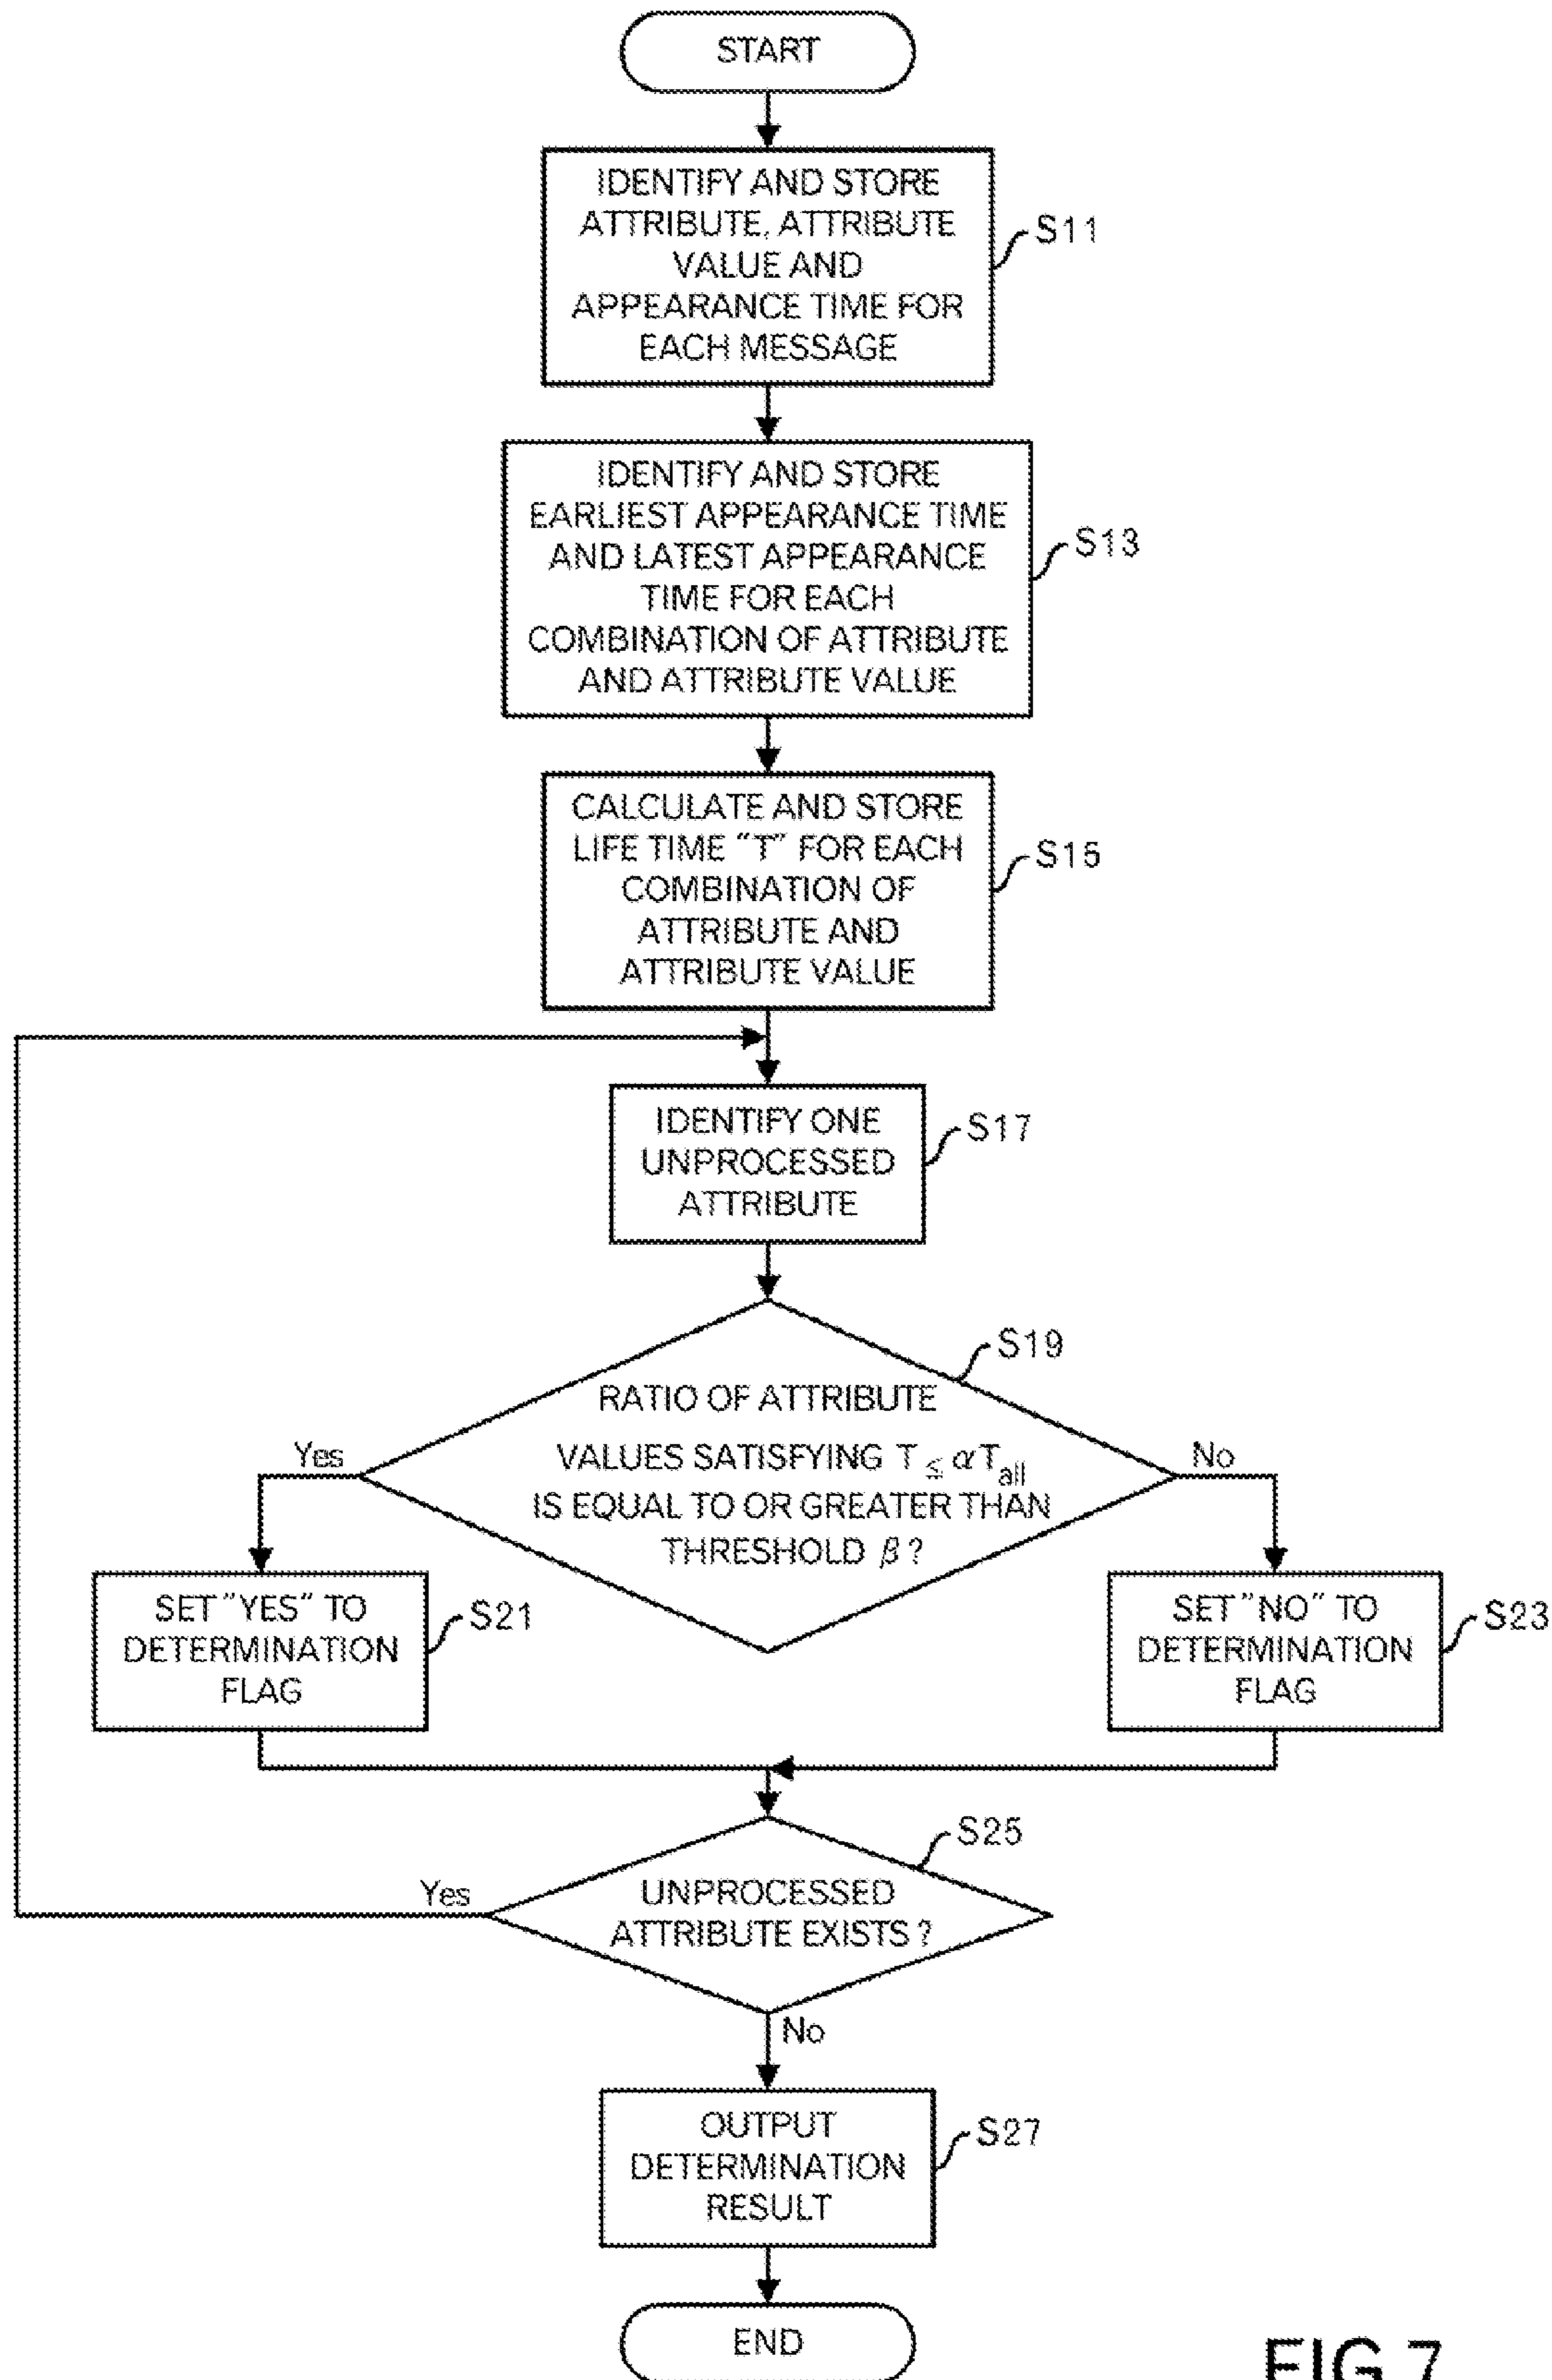 START
IDENTIFY AND STORE
ATTRIBUTE, ATTRIBUTE
VALUE AND
APPEARANCE TIME FOR
EACH MESSAGE
S11
IDENTIFY AND STORE
EARLIEST APPEARANCE TIME
AND LATEST APPEARANCE
TIME FOR EACH
COMBINATION OF ATTRIBUTE
AND ATTRIBUTE VALUE
S13
CALCULATE AND STORE
LIFE TIME "T" FOR EACH
COMBINATION OF
ATTRIBUTE AND
ATTRIBUTE VALUE
S15
IDENTIFY ONE
UNPROCESSED
ATTRIBUTE
S17
S19
RATIO OF ATTRIBUTE
VALUES SATISFYING T ≦ αTall
IS EQUAL TO OR GREATER THAN
THRESHOLD β?
Yes
No
SET "YES" TO
DETERMINATION
FLAG
S21
SET "NO" TO
DETERMINATION
FLAG
S23
S25
UNPROCESSED
ATTRIBUTE EXISTS?
Yes
No
OUTPUT
DETERMINATION
RESULT
S27
END
FIG.7